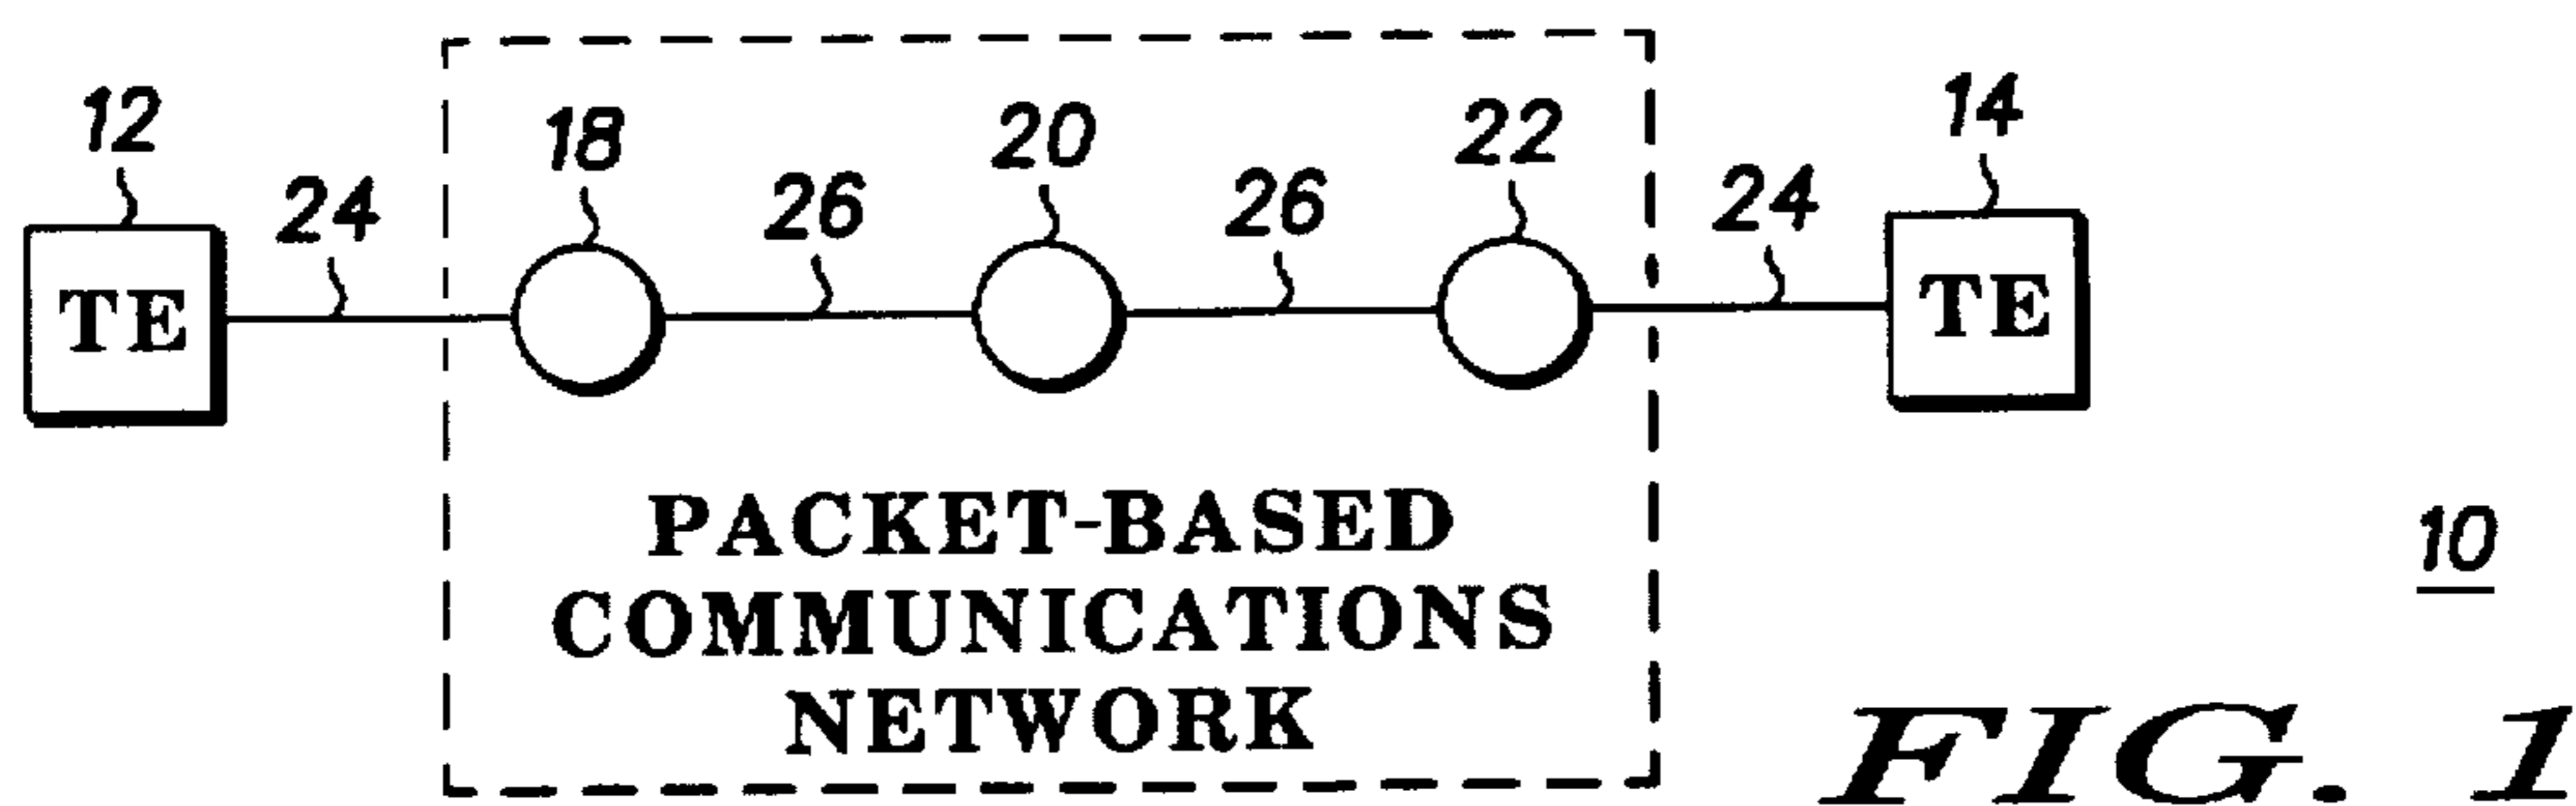 12 24 18 26 20 26 22 24 14
TE TE
PACKET-BASED
COMMUNICATIONS
NETWORK
10
FIG. 1